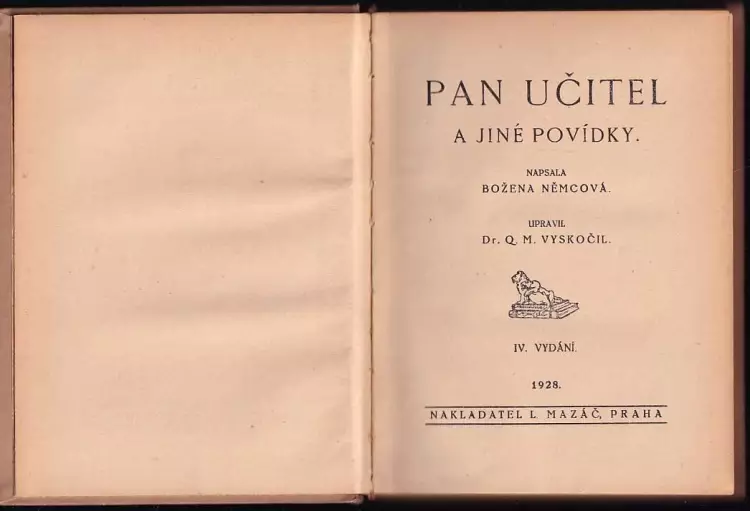 PAN UČITEL
A JINÉ POVÍDKY.
NAPSALA
BOŽENA NĚMCOVÁ.
UPRAVIL
Dr. Q. M. VYSKOČIL.
IV. VYDÁNÍ.
1928.
NAKLADATEL L. MAZÁČ, PRAHA